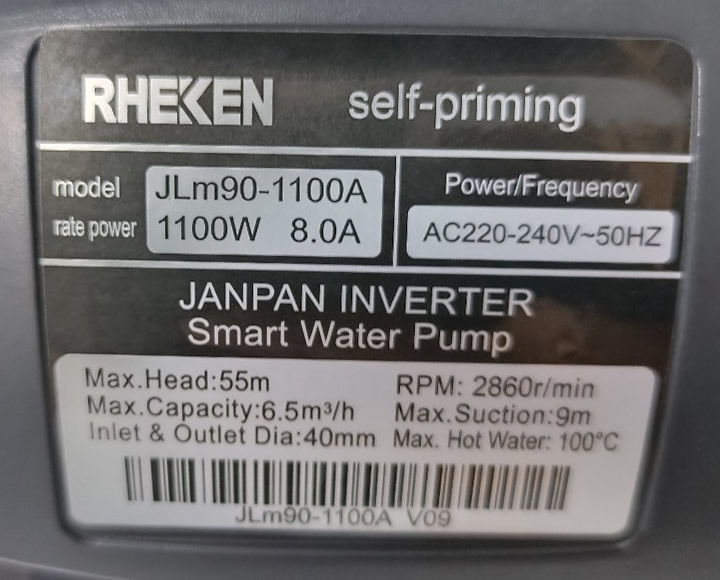 RHEKEN self-priming
model JLm90-1100A
rate power 1100W 8.0A
Power/Frequency
AC220-240V~50HZ
JANPAN INVERTER
Smart Water Pump
Max.Head:55m RPM: 2860r/min
Max.Capacity:6.5m³/h Max.Suction:9m
Inlet & Outlet Dia:40mm Max. Hot Water: 100°C
JLm90-1100A V09